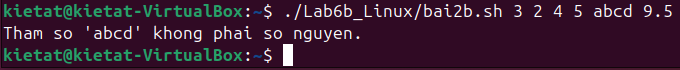 kietat@kietat-VirtualBox:~$ ./Lab6b_Linux/bai2b.sh 3 2 4 5 abcd 9.5
Tham so 'abcd' khong phai so nguyen.
kietat@kietat-VirtualBox:~$